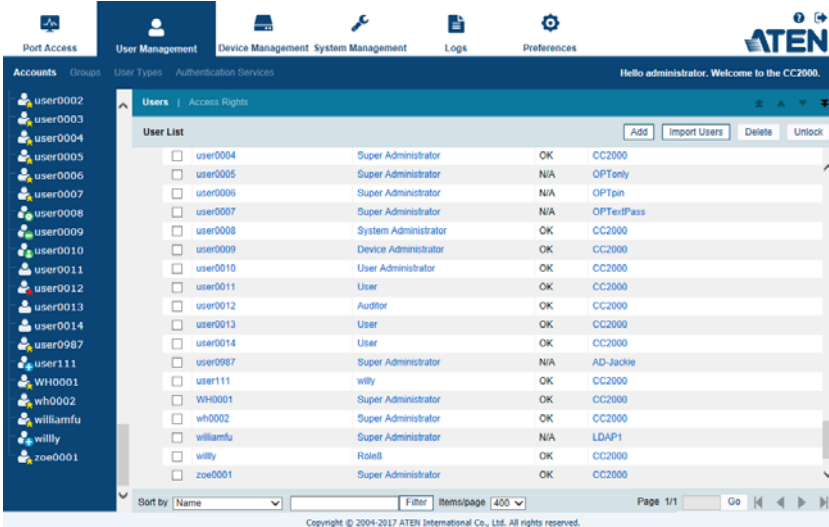 Port Access User Management Device Management System Management Logs Preferences ATEN
Accounts Groups User Types Authentication Services Hello administrator. Welcome to the CC2000.
user0002
user0003
user0004
user0005
user0006
user0007
user0008
user0009
user0010
user0011
user0012
user0013
user0014
user0987
user111
WH0001
wh0002
williamfu
willly
zoe0001
Users | Access Rights
User List Add Import Users Delete Unlock
user0004 Super Administrator OK CC2000
user0005 Super Administrator N/A OPTonly
user0006 Super Administrator N/A OPTpin
user0007 Super Administrator N/A OPTextPass
user0008 System Administrator OK CC2000
user0009 Device Administrator OK CC2000
user0010 User Administrator OK CC2000
user0011 User OK CC2000
user0012 Auditor OK CC2000
user0013 User OK CC2000
user0014 User OK CC2000
user0987 Super Administrator N/A AD-Jackie
user111 willy OK CC2000
WH0001 Super Administrator OK CC2000
wh0002 Super Administrator OK CC2000
williamfu Super Administrator N/A LDAP1
willly Role8 OK CC2000
zoe0001 Super Administrator OK CC2000
Sort by Name Filter Items/page 400 Page 1/1 Go
Copyright © 2004-2017 ATEN International Co., Ltd. All rights reserved.